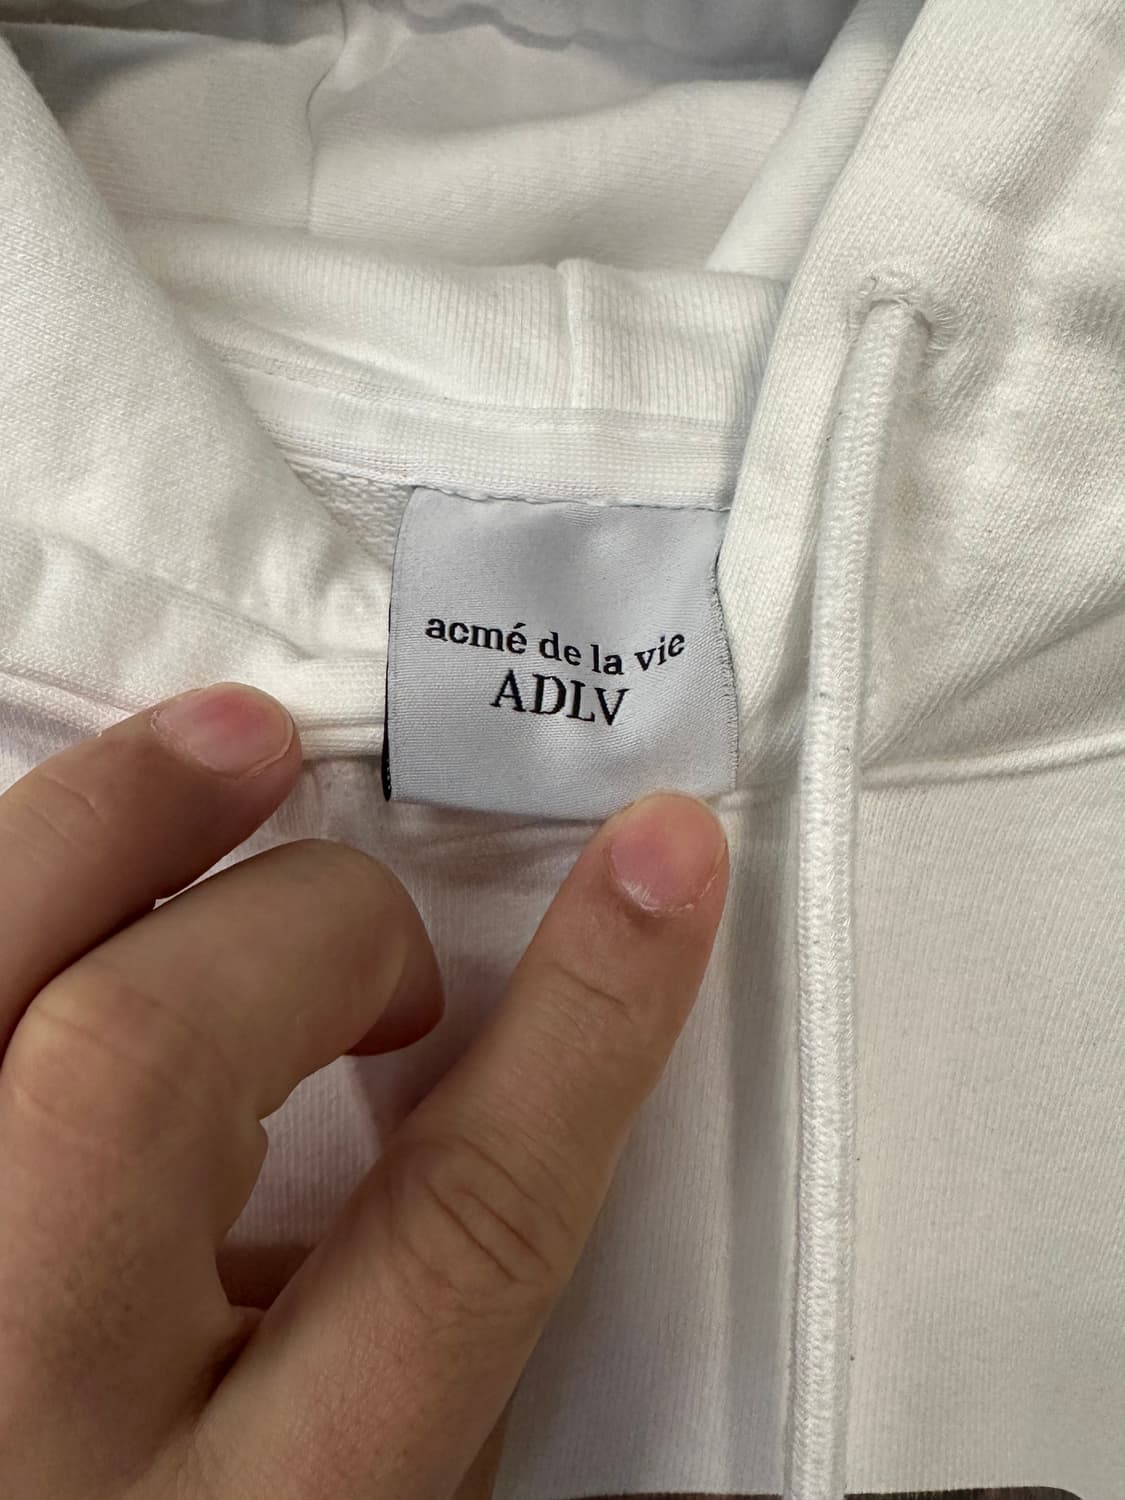 acmé de la vie
ADLV